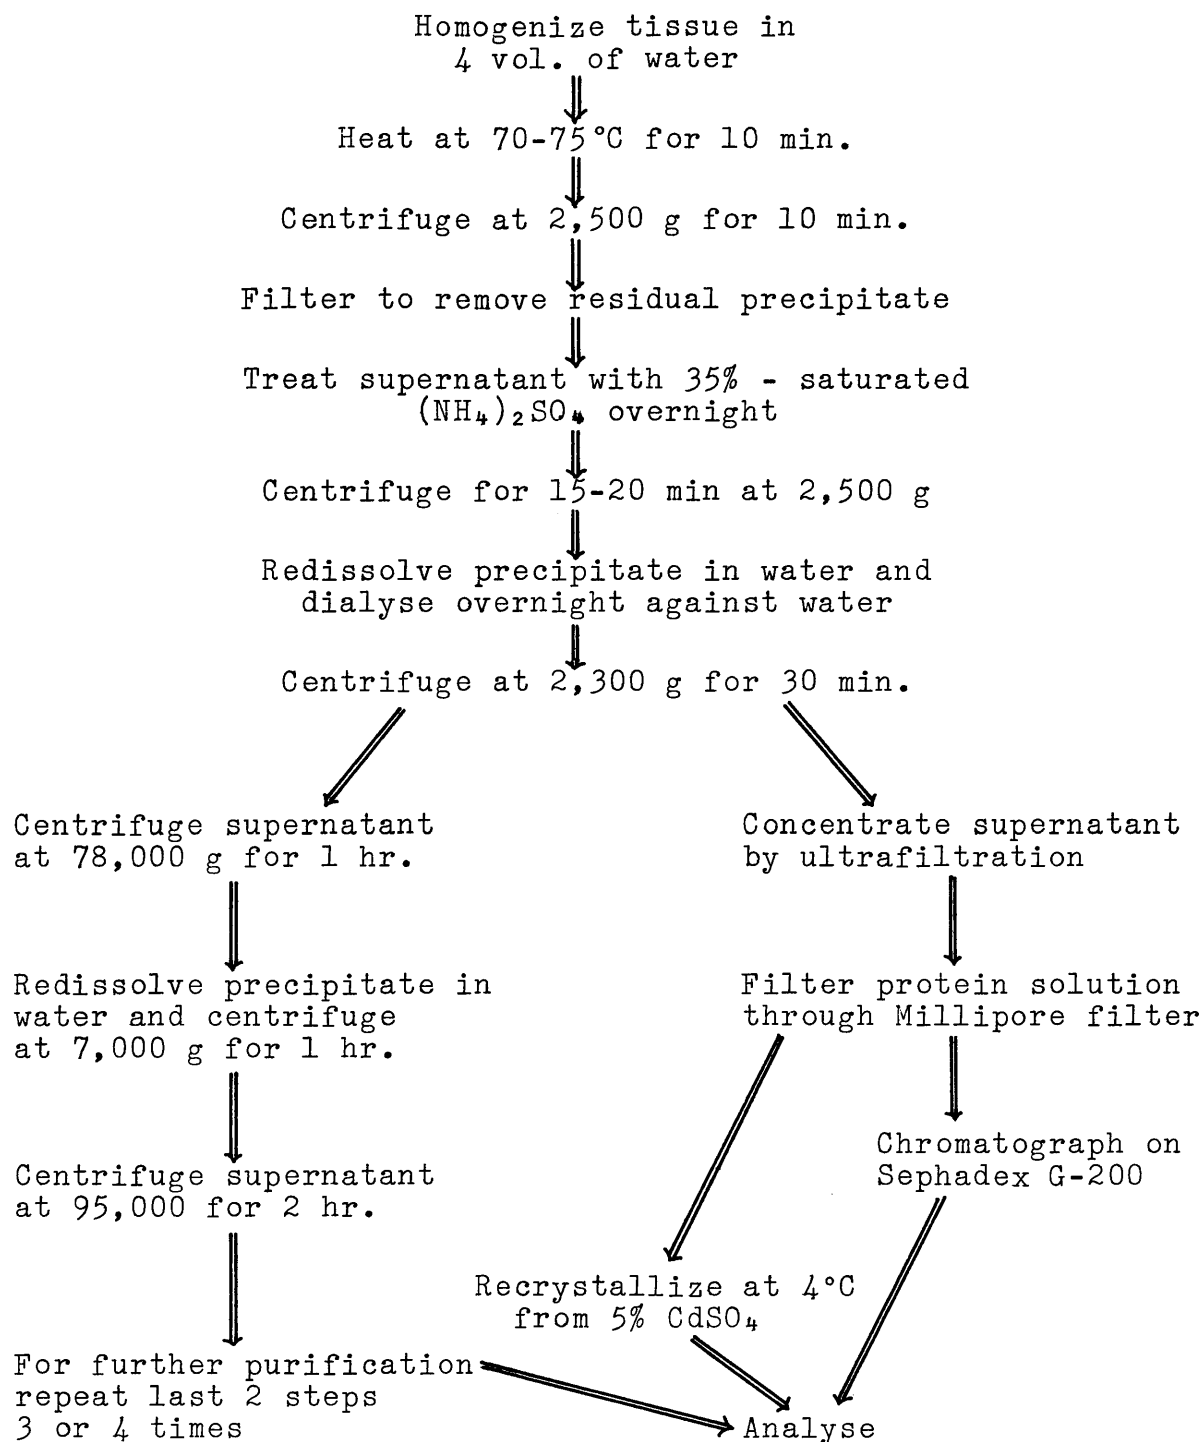 Homogenize tissue in
4 vol. of water
Heat at 70-75°C for 10 min.
Centrifuge at 2,500 g for 10 min.
Filter to remove residual precipitate
Treat supernatant with 35% - saturated
(NH₄)₂SO₄ overnight
Centrifuge for 15-20 min at 2,500 g
Redissolve precipitate in water and
dialyse overnight against water
Centrifuge at 2,300 g for 30 min.
Centrifuge supernatant
at 78,000 g for 1 hr.
Redissolve precipitate in
water and centrifuge
at 7,000 g for 1 hr.
Centrifuge supernatant
at 95,000 for 2 hr.
For further purification
repeat last 2 steps
3 or 4 times
Concentrate supernatant
by ultrafiltration
Filter protein solution
through Millipore filter
Chromatograph on
Sephadex G-200
Recrystallize at 4°C
from 5% CdSO₄
Analyse